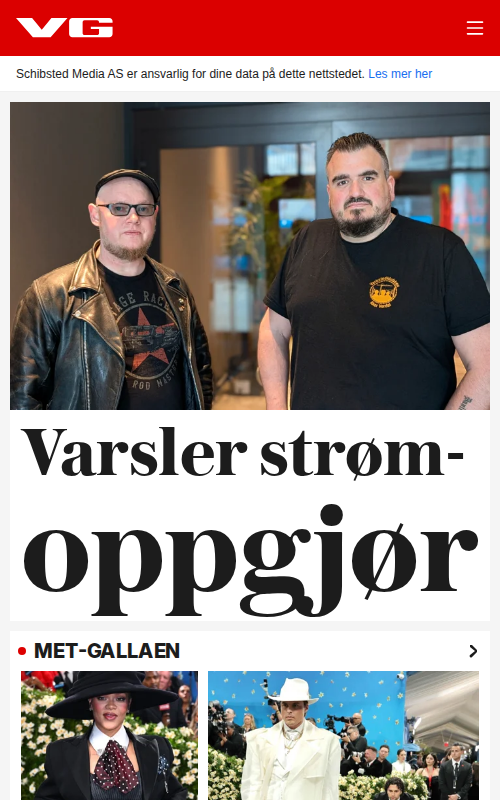 VG
Schibsted Media AS er ansvarlig for dine data på dette nettstedet. Les mer her
Varsler strøm-
oppgjør
MET-GALLAEN